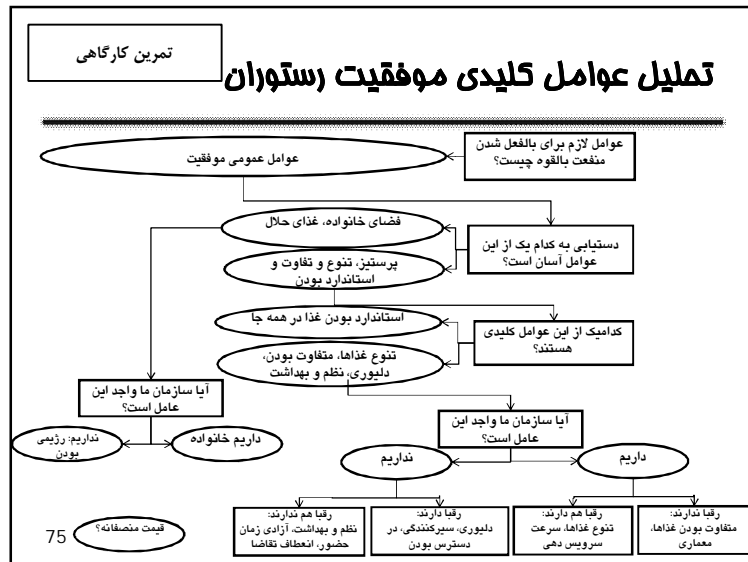 تمرین کارگاهی
تحلیل عوامل کلیدی موفقیت رستوران
عوامل لازم برای بالفعل شدن
منفعت بالقوه چیست؟
عوامل عمومی موفقیت
فضای خانواده، غذای حلال
دستیابی به کدام یک از این
عوامل آسان است؟
پرستیز، تنوع و تفاوت و
استاندارد بودن
استاندارد بودن غذا در همه جا
کدامیک از این عوامل کلیدی
هستند؟
تنوع غذاها، متفاوت بودن،
دلیوری، نظم و بهداشت
آیا سازمان ما واجد این
عامل است؟
آیا سازمان ما واجد این
عامل است؟
داریم خانواده
نداریم: رژیمی
بودن
داریم
نداریم
رقبا ندارند:
متفاوت بودن غذاها،
معماری
رقبا هم دارند:
تنوع غذاها، سرعت
سرویس دهی
رقبا دارند:
دلیوری، سیرکنندگی، در
دسترس بودن
رقبا هم ندارند:
نظم و بهداشت، آزادی زمان
حضور، انعطاف تقاضا
قیمت منصفانه؟
75